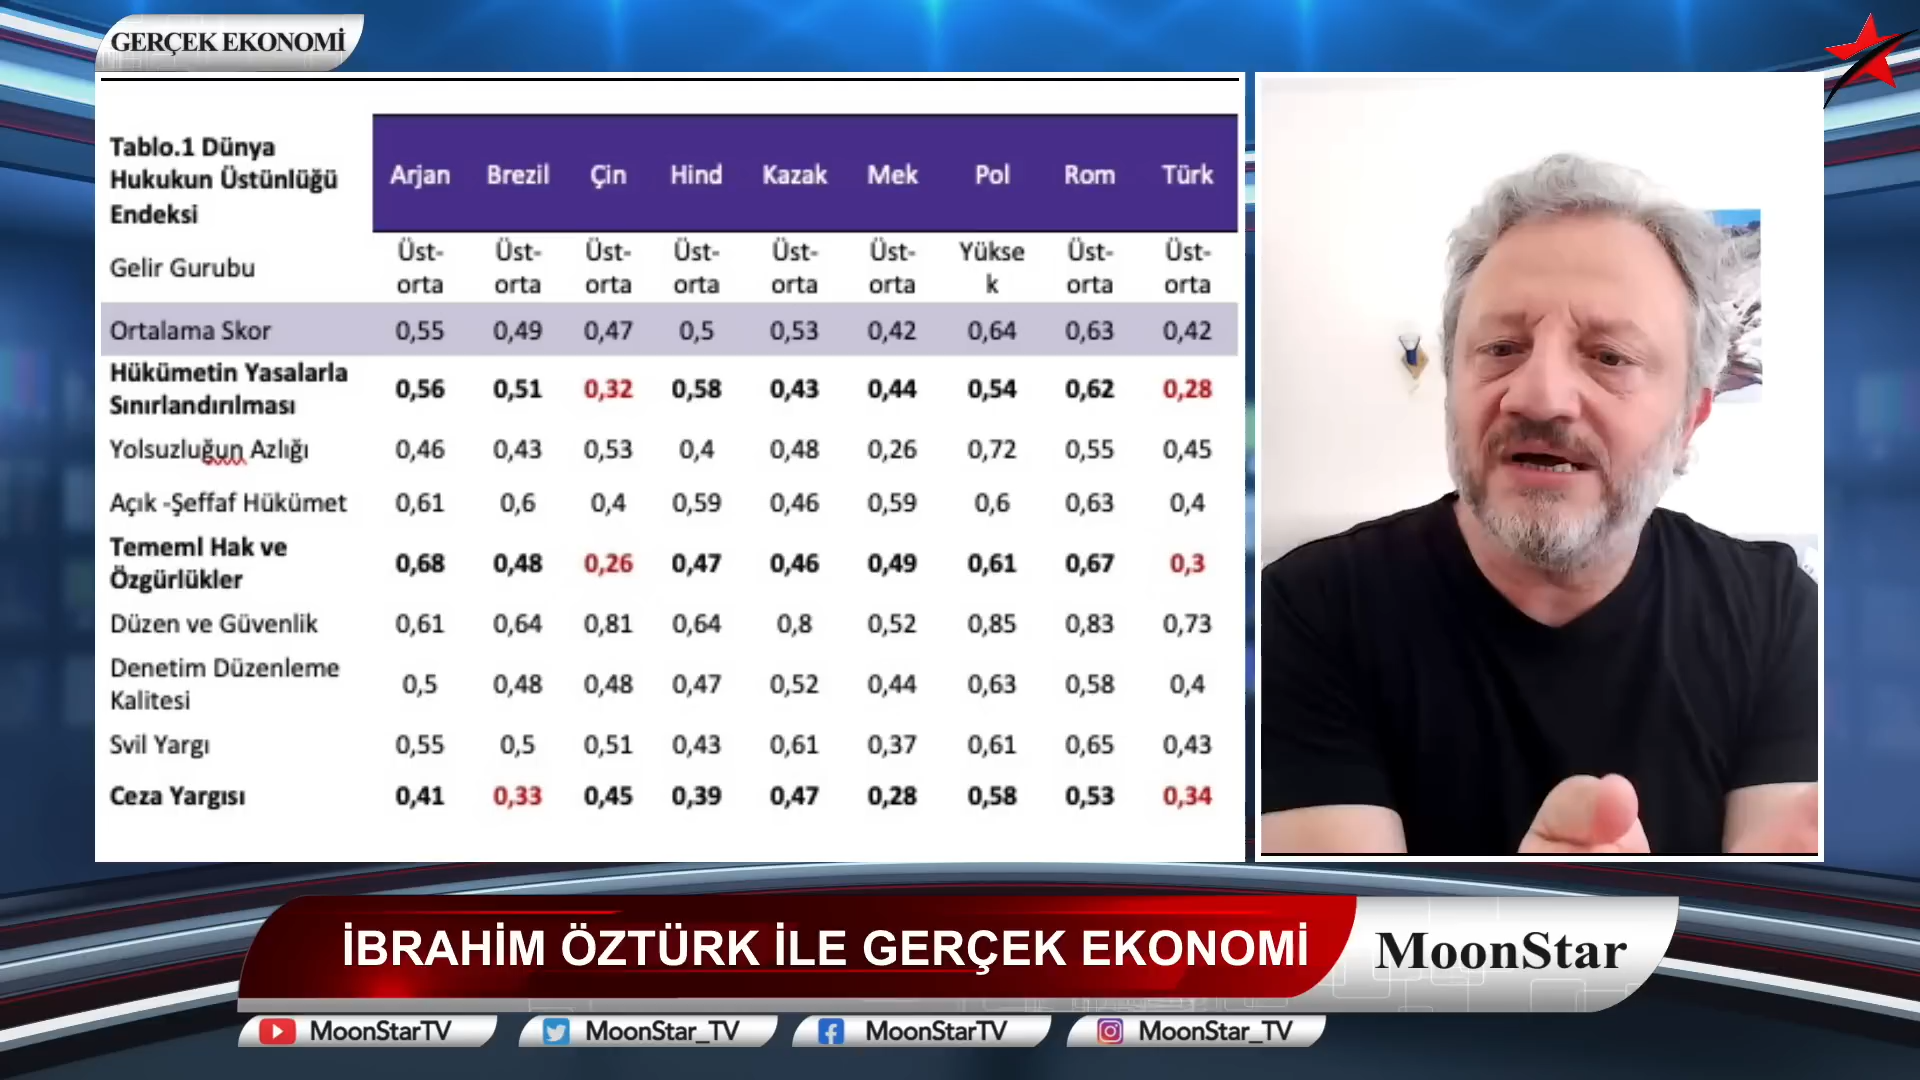 GERÇEK EKONOMİ
Tablo.1 Dünya
Hukukun Üstünlüğü
Endeksi
Arjan Brezil Çin Hind Kazak Mek Pol Rom Türk
Gelir Gurubu Üst-orta Üst-orta Üst-orta Üst-orta Üst-orta Üst-orta Yüksek Üst-orta Üst-orta
Ortalama Skor 0,55 0,49 0,47 0,5 0,53 0,42 0,64 0,63 0,42
Hükümetin Yasalarla
Sınırlandırılması 0,56 0,51 0,32 0,58 0,43 0,44 0,54 0,62 0,28
Yolsuzluğun Azlığı 0,46 0,43 0,53 0,4 0,48 0,26 0,72 0,55 0,45
Açık -Şeffaf Hükümet 0,61 0,6 0,4 0,59 0,46 0,59 0,6 0,63 0,4
Tememl Hak ve
Özgürlükler 0,68 0,48 0,26 0,47 0,46 0,49 0,61 0,67 0,3
Düzen ve Güvenlik 0,61 0,64 0,81 0,64 0,8 0,52 0,85 0,83 0,73
Denetim Düzenleme
Kalitesi 0,5 0,48 0,48 0,47 0,52 0,44 0,63 0,58 0,4
Svil Yargı 0,55 0,5 0,51 0,43 0,61 0,37 0,61 0,65 0,43
Ceza Yargısı 0,41 0,33 0,45 0,39 0,47 0,28 0,58 0,53 0,34
İBRAHİM ÖZTÜRK İLE GERÇEK EKONOMİ
MoonStar
MoonStarTV MoonStar_TV MoonStarTV MoonStar_TV